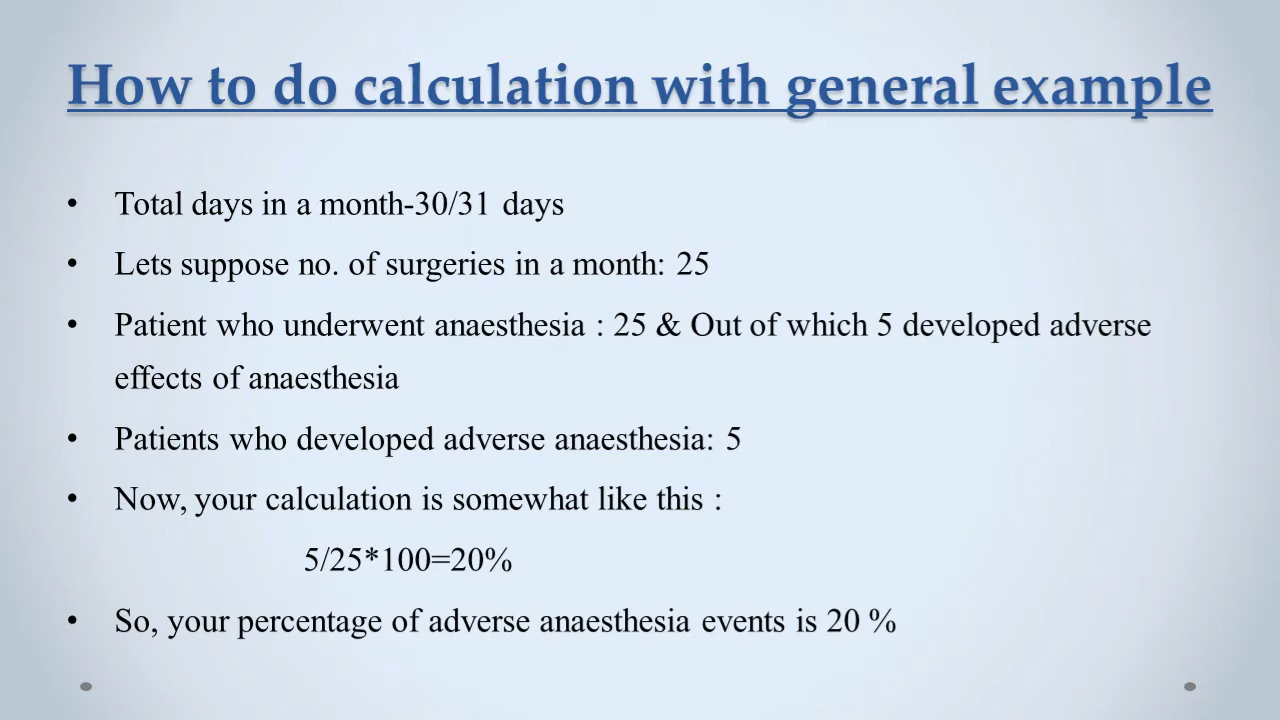 How to do calculation with general example
• Total days in a month-30/31 days
• Lets suppose no. of surgeries in a month: 25
• Patient who underwent anaesthesia : 25 & Out of which 5 developed adverse
effects of anaesthesia
• Patients who developed adverse anaesthesia: 5
• Now, your calculation is somewhat like this :
5/25*100=20%
• So, your percentage of adverse anaesthesia events is 20 %